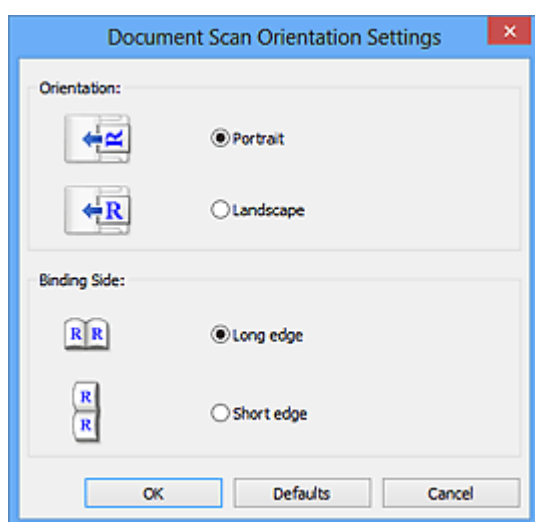 Document Scan Orientation Settings
Orientation:
R
Portrait
R
Landscape
Binding Side:
R R
Long edge
R
R
Short edge
OK Defaults Cancel